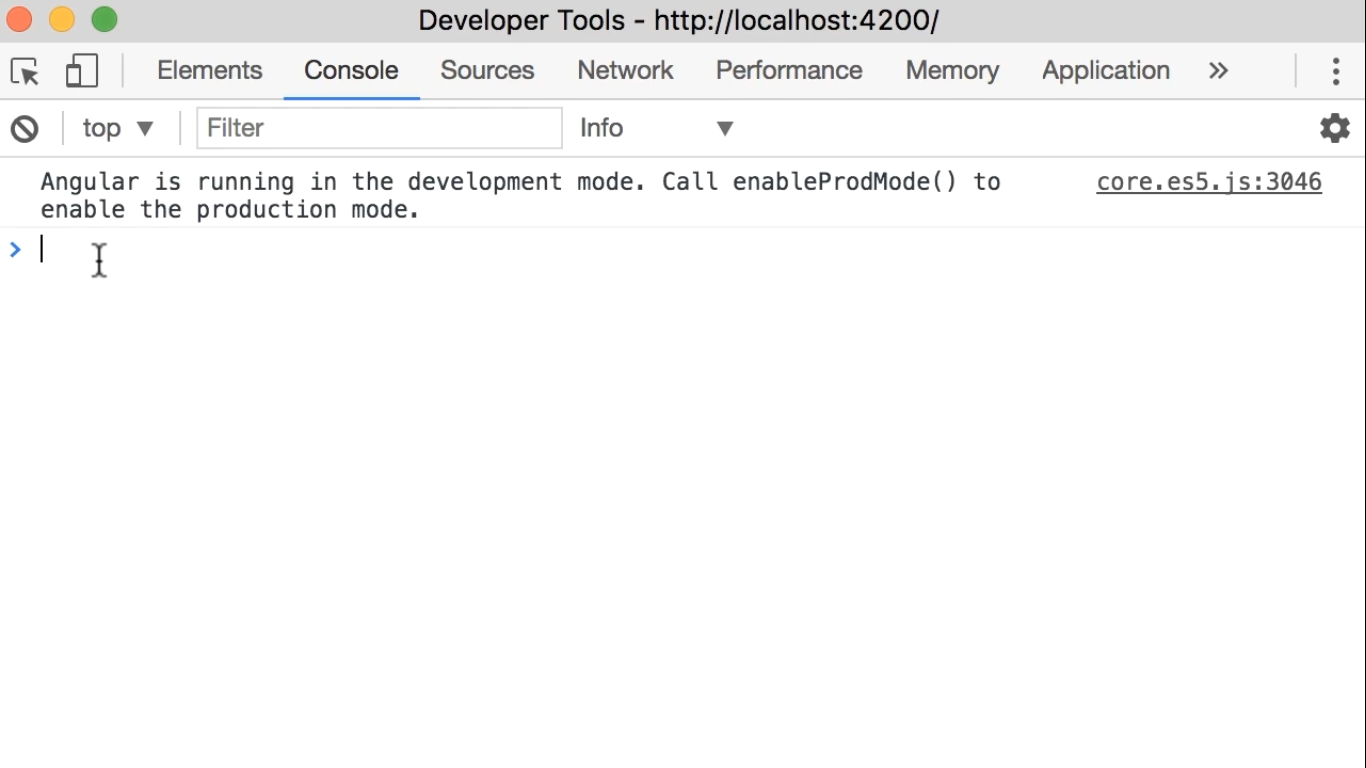 Developer Tools - http://localhost:4200/
Elements Console Sources Network Performance Memory Application »
top ▼ Filter Info ▼
Angular is running in the development mode. Call enableProdMode() to core.es5.js:3046
enable the production mode.
>